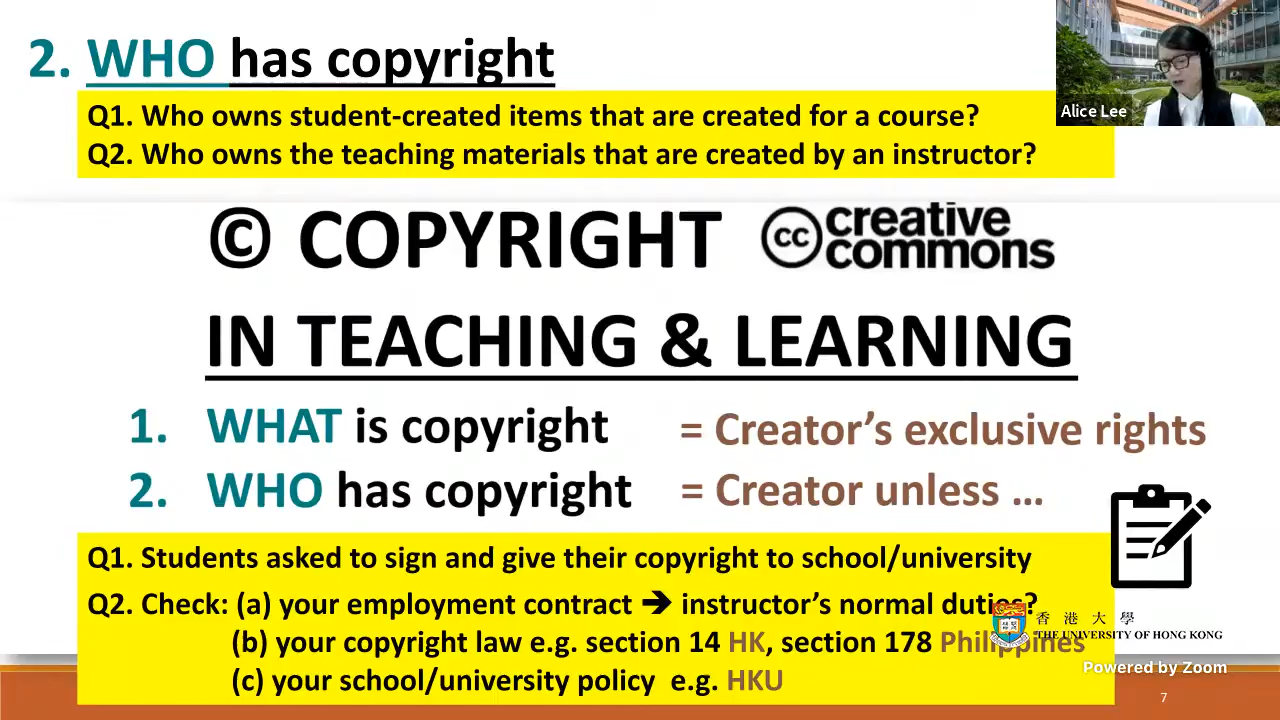 2. WHO has copyright
Alice Lee
Q1. Who owns student-created items that are created for a course?
Q2. Who owns the teaching materials that are created by an instructor?
© COPYRIGHT
cc creative commons
IN TEACHING & LEARNING
1. WHAT is copyright = Creator’s exclusive rights
2. WHO has copyright = Creator unless ...
Q1. Students asked to sign and give their copyright to school/university
Q2. Check: (a) your employment contract ➔ instructor’s normal duties?
(b) your copyright law e.g. section 14 HK, section 178 Philippines
(c) your school/university policy e.g. HKU
香港大學
THE UNIVERSITY OF HONG KONG
Powered by Zoom
7